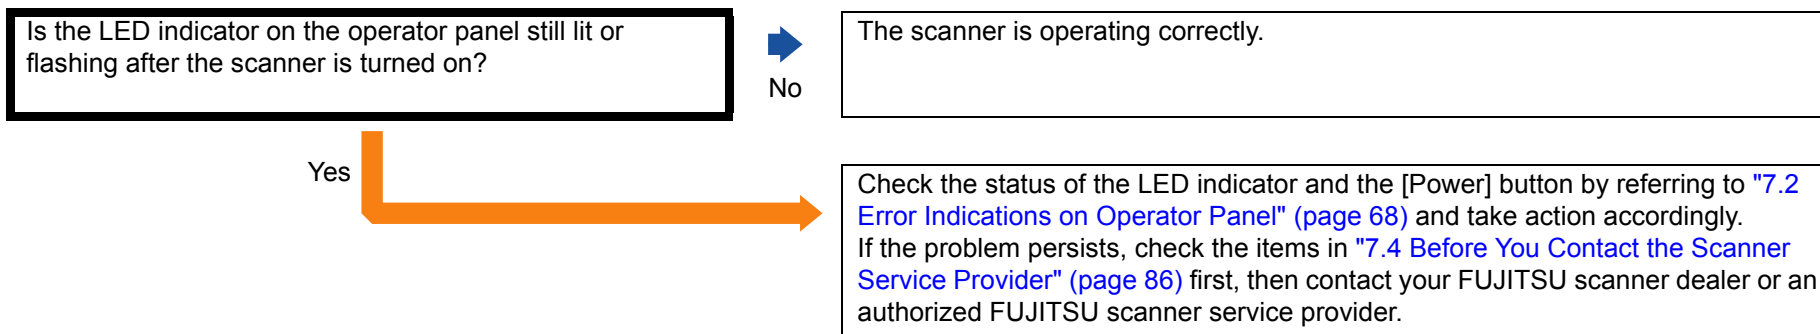 Is the LED indicator on the operator panel still lit or
flashing after the scanner is turned on?
No
The scanner is operating correctly.
Yes
Check the status of the LED indicator and the [Power] button by referring to "7.2
Error Indications on Operator Panel" (page 68) and take action accordingly.
If the problem persists, check the items in "7.4 Before You Contact the Scanner
Service Provider" (page 86) first, then contact your FUJITSU scanner dealer or an
authorized FUJITSU scanner service provider.